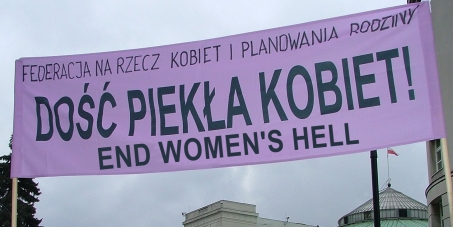 FEDERACJA NA RZECZ KOBIET I PLANOWANIA RODZINY
DOŚĆ PIEKŁA KOBIET!
END WOMEN'S HELL